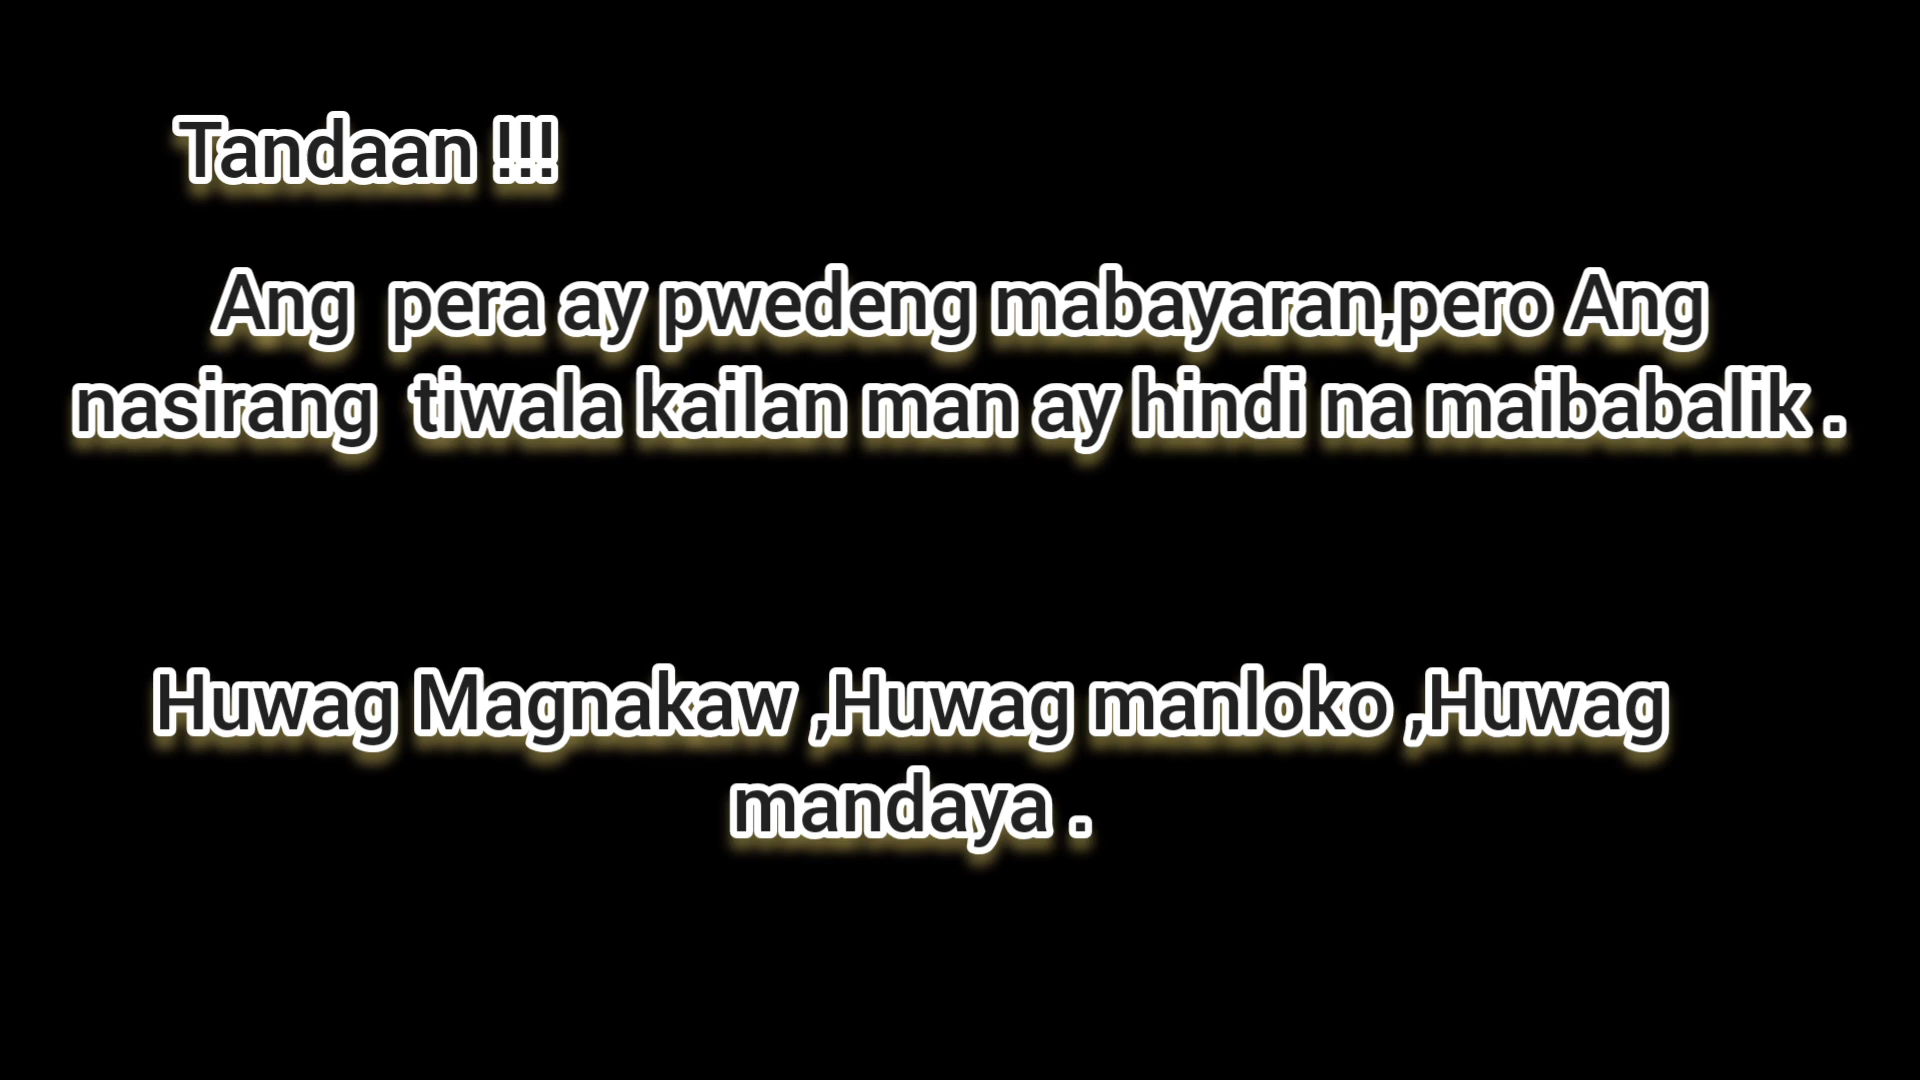 Tandaan !!!
Ang  pera ay pwedeng mabayaran,pero Ang
nasirang  tiwala kailan man ay hindi na maibabalik .
Huwag Magnakaw ,Huwag manloko ,Huwag
mandaya .